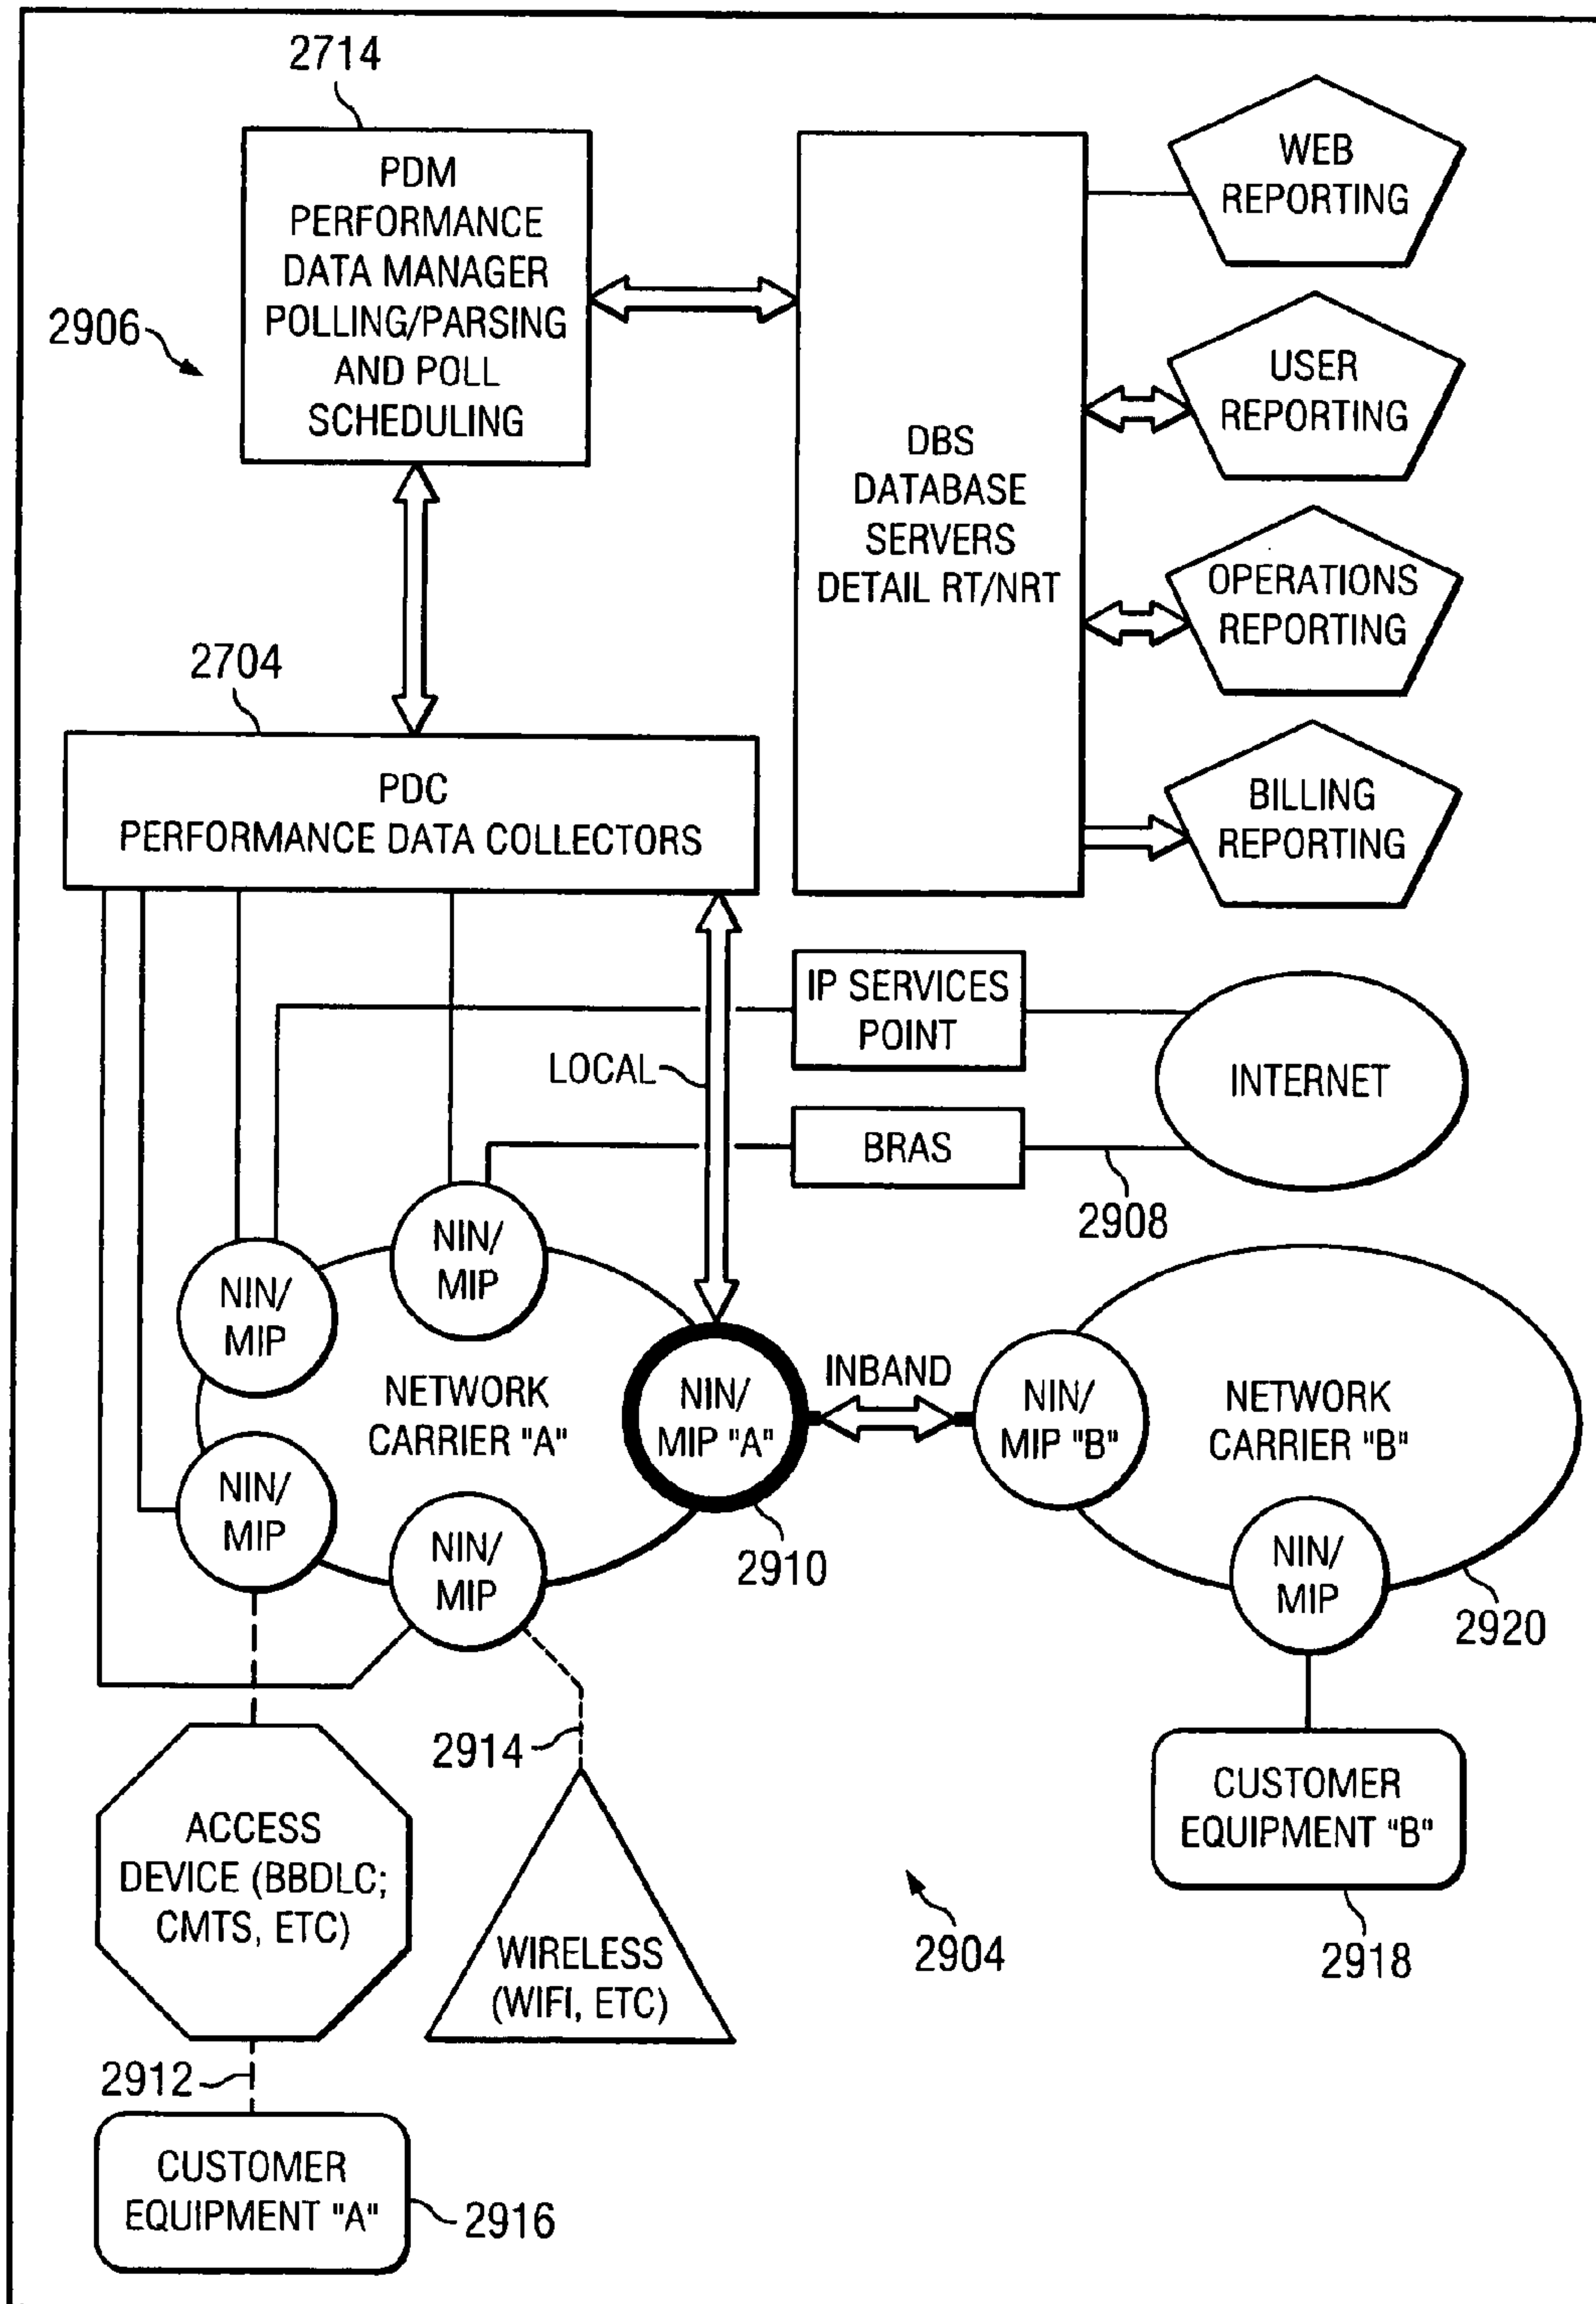 2714
PDM
PERFORMANCE
DATA MANAGER
POLLING/PARSING
AND POLL
SCHEDULING
2906
DBS
DATABASE
SERVERS
DETAIL RT/NRT
WEB
REPORTING
USER
REPORTING
OPERATIONS
REPORTING
BILLING
REPORTING
2704
PDC
PERFORMANCE DATA COLLECTORS
LOCAL
IP SERVICES
POINT
BRAS
INTERNET
2908
NIN/
MIP
NIN/
MIP
NIN/
MIP
NIN/
MIP
NETWORK
CARRIER "A"
NIN/
MIP "A"
2910
INBAND
NIN/
MIP "B"
NETWORK
CARRIER "B"
NIN/
MIP
2920
2914
ACCESS
DEVICE (BBDLC;
CMTS, ETC)
WIRELESS
(WIFI, ETC)
2904
CUSTOMER
EQUIPMENT "B"
2918
2912
CUSTOMER
EQUIPMENT "A"
2916